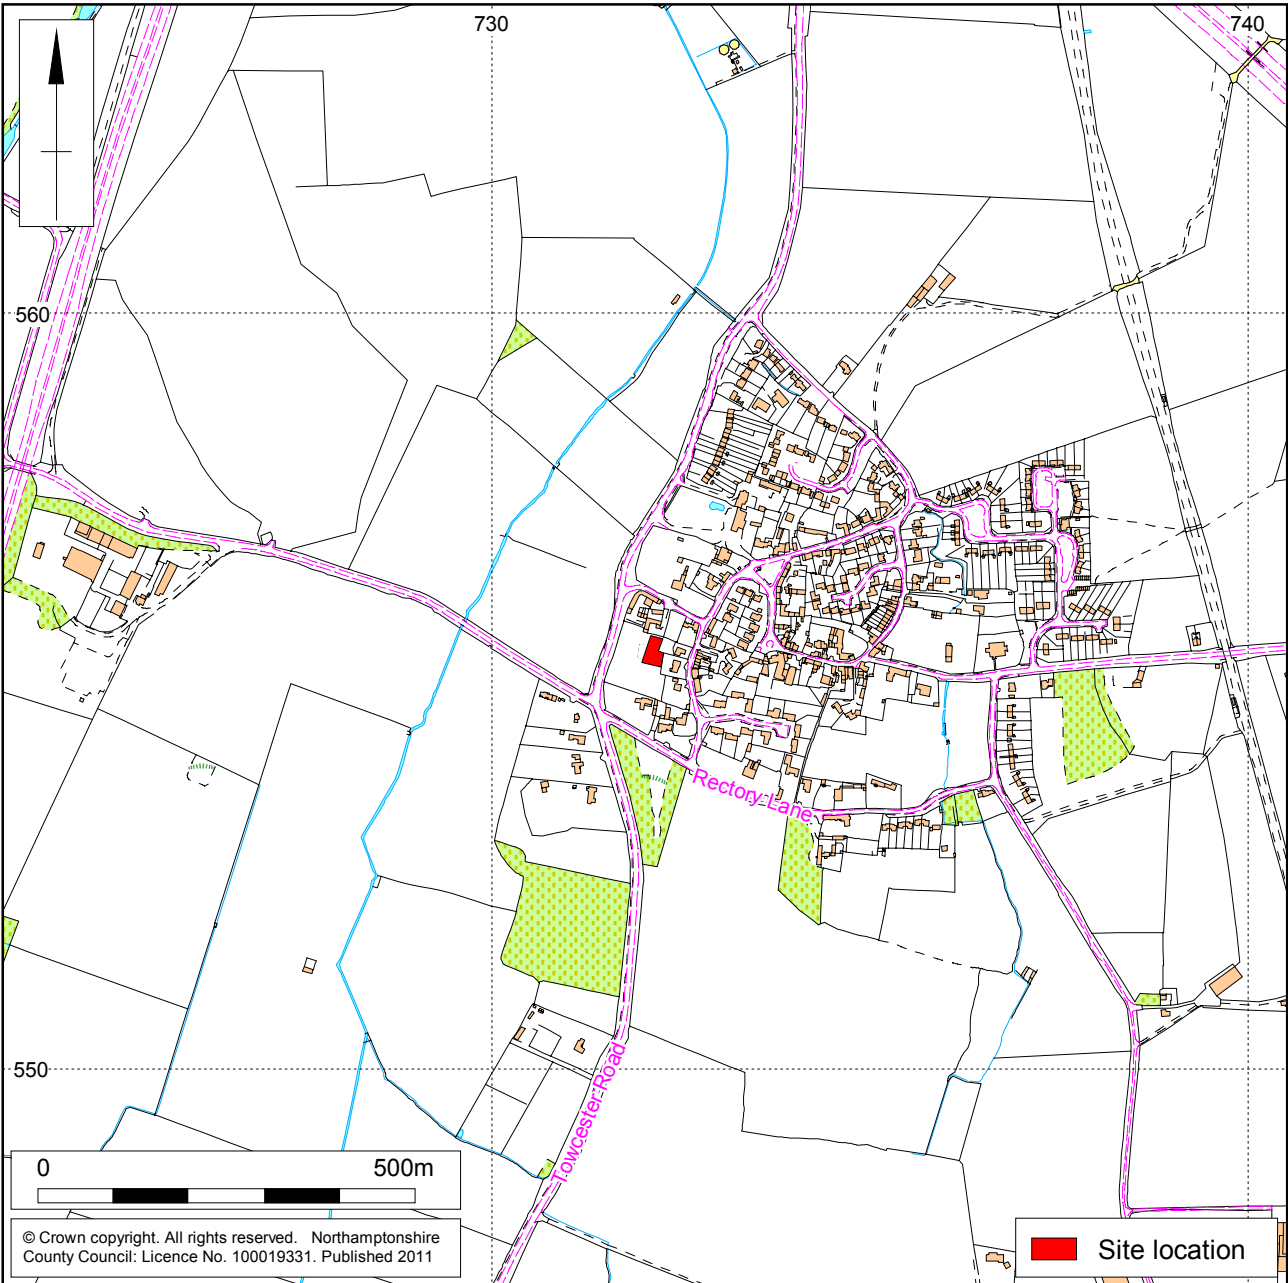 730
740
560
Rectory Lane
550
Towcester Road
0 500m
© Crown copyright. All rights reserved. Northamptonshire
County Council: Licence No. 100019331. Published 2011
Site location